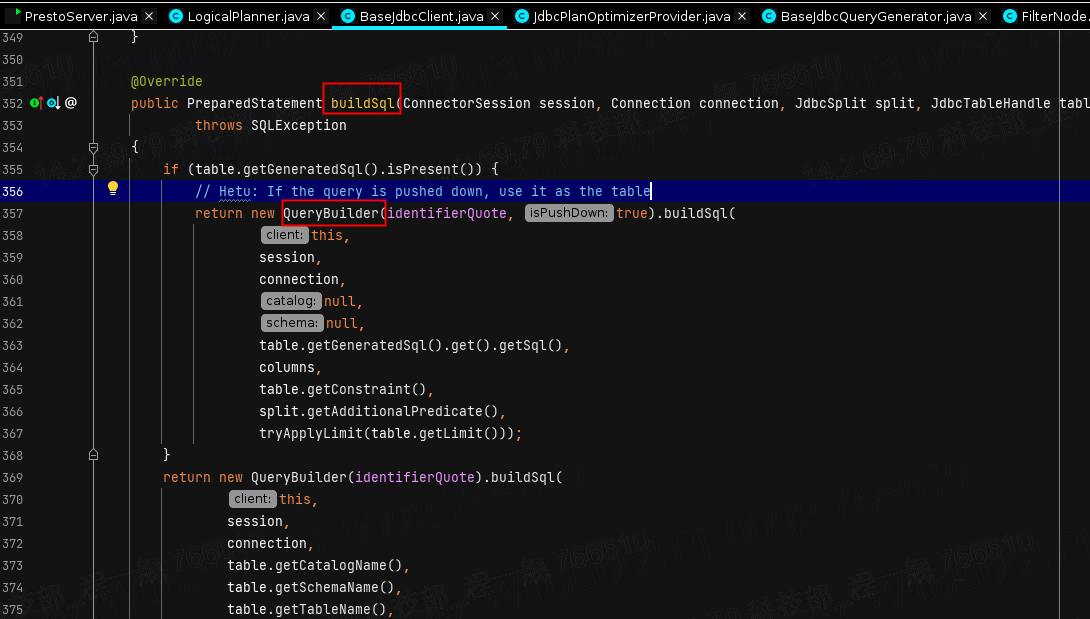 PrestoServer.java LogicalPlanner.java BaseJdbcClient.java JdbcPlanOptimizerProvider.java BaseJdbcQueryGenerator.java FilterNode.
349 }
350
351 @Override
352 @ public PreparedStatement buildSql(ConnectorSession session, Connection connection, JdbcSplit split, JdbcTableHandle tabl
353 throws SQLException
354 {
355 if (table.getGeneratedSql().isPresent()) {
356 // Hetu: If the query is pushed down, use it as the table
357 return new QueryBuilder(identifierQuote, isPushDown: true).buildSql(
358 client: this,
359 session,
360 connection,
361 catalog: null,
362 schema: null,
363 table.getGeneratedSql().get().getSql(),
364 columns,
365 table.getConstraint(),
366 split.getAdditionalPredicate(),
367 tryApplyLimit(table.getLimit()));
368 }
369 return new QueryBuilder(identifierQuote).buildSql(
370 client: this,
371 session,
372 connection,
373 table.getCatalogName(),
374 table.getSchemaName(),
375 table.getTableName(),